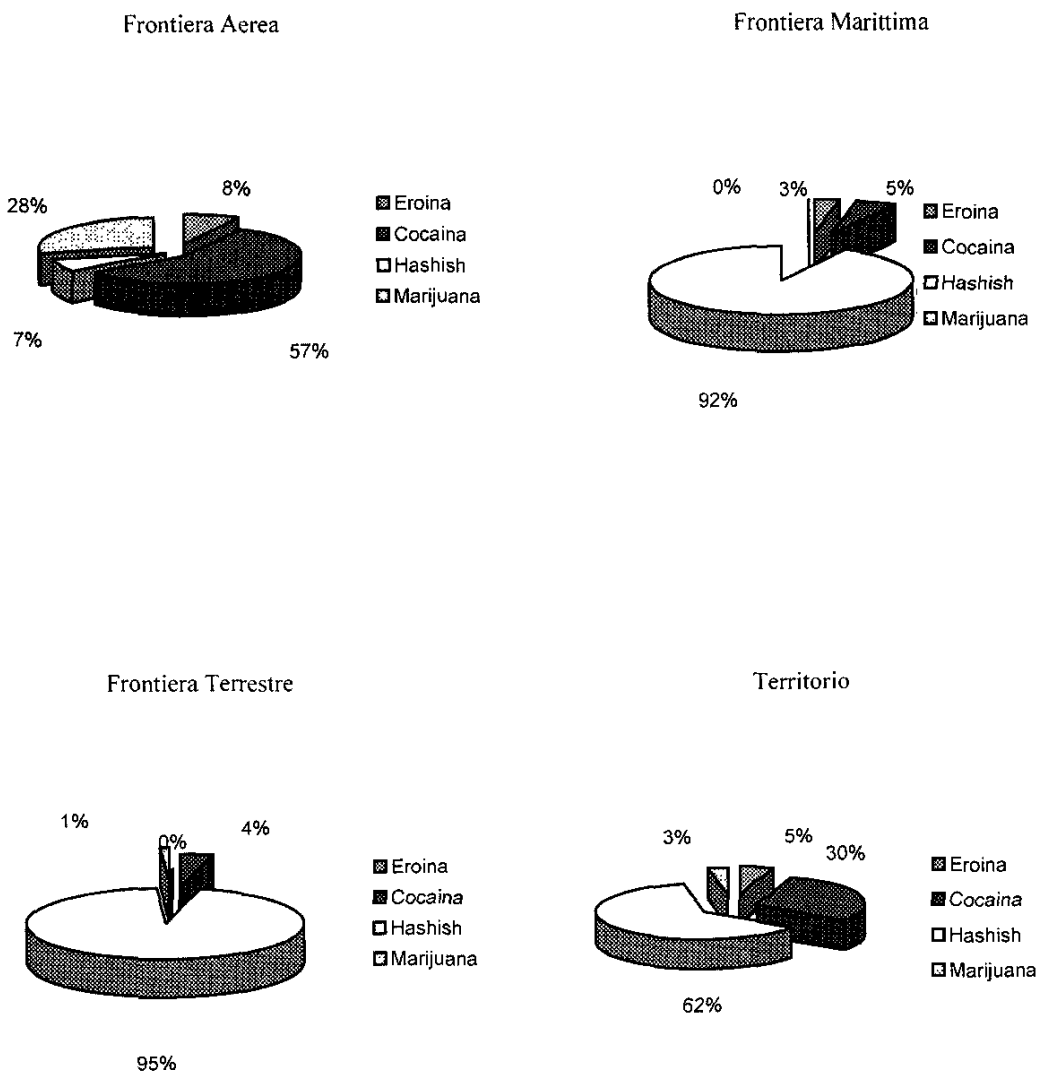 Frontiera Aerea
8%
28%
Eroina
Cocaina
Hashish
Marijuana
7%
57%
Frontiera Marittima
0%
3%
5%
Eroina
Cocaina
Hashish
Marijuana
92%
Frontiera Terrestre
1%
0%
4%
Eroina
Cocaina
Hashish
Marijuana
95%
Territorio
3%
5%
30%
Eroina
Cocaina
Hashish
Marijuana
62%